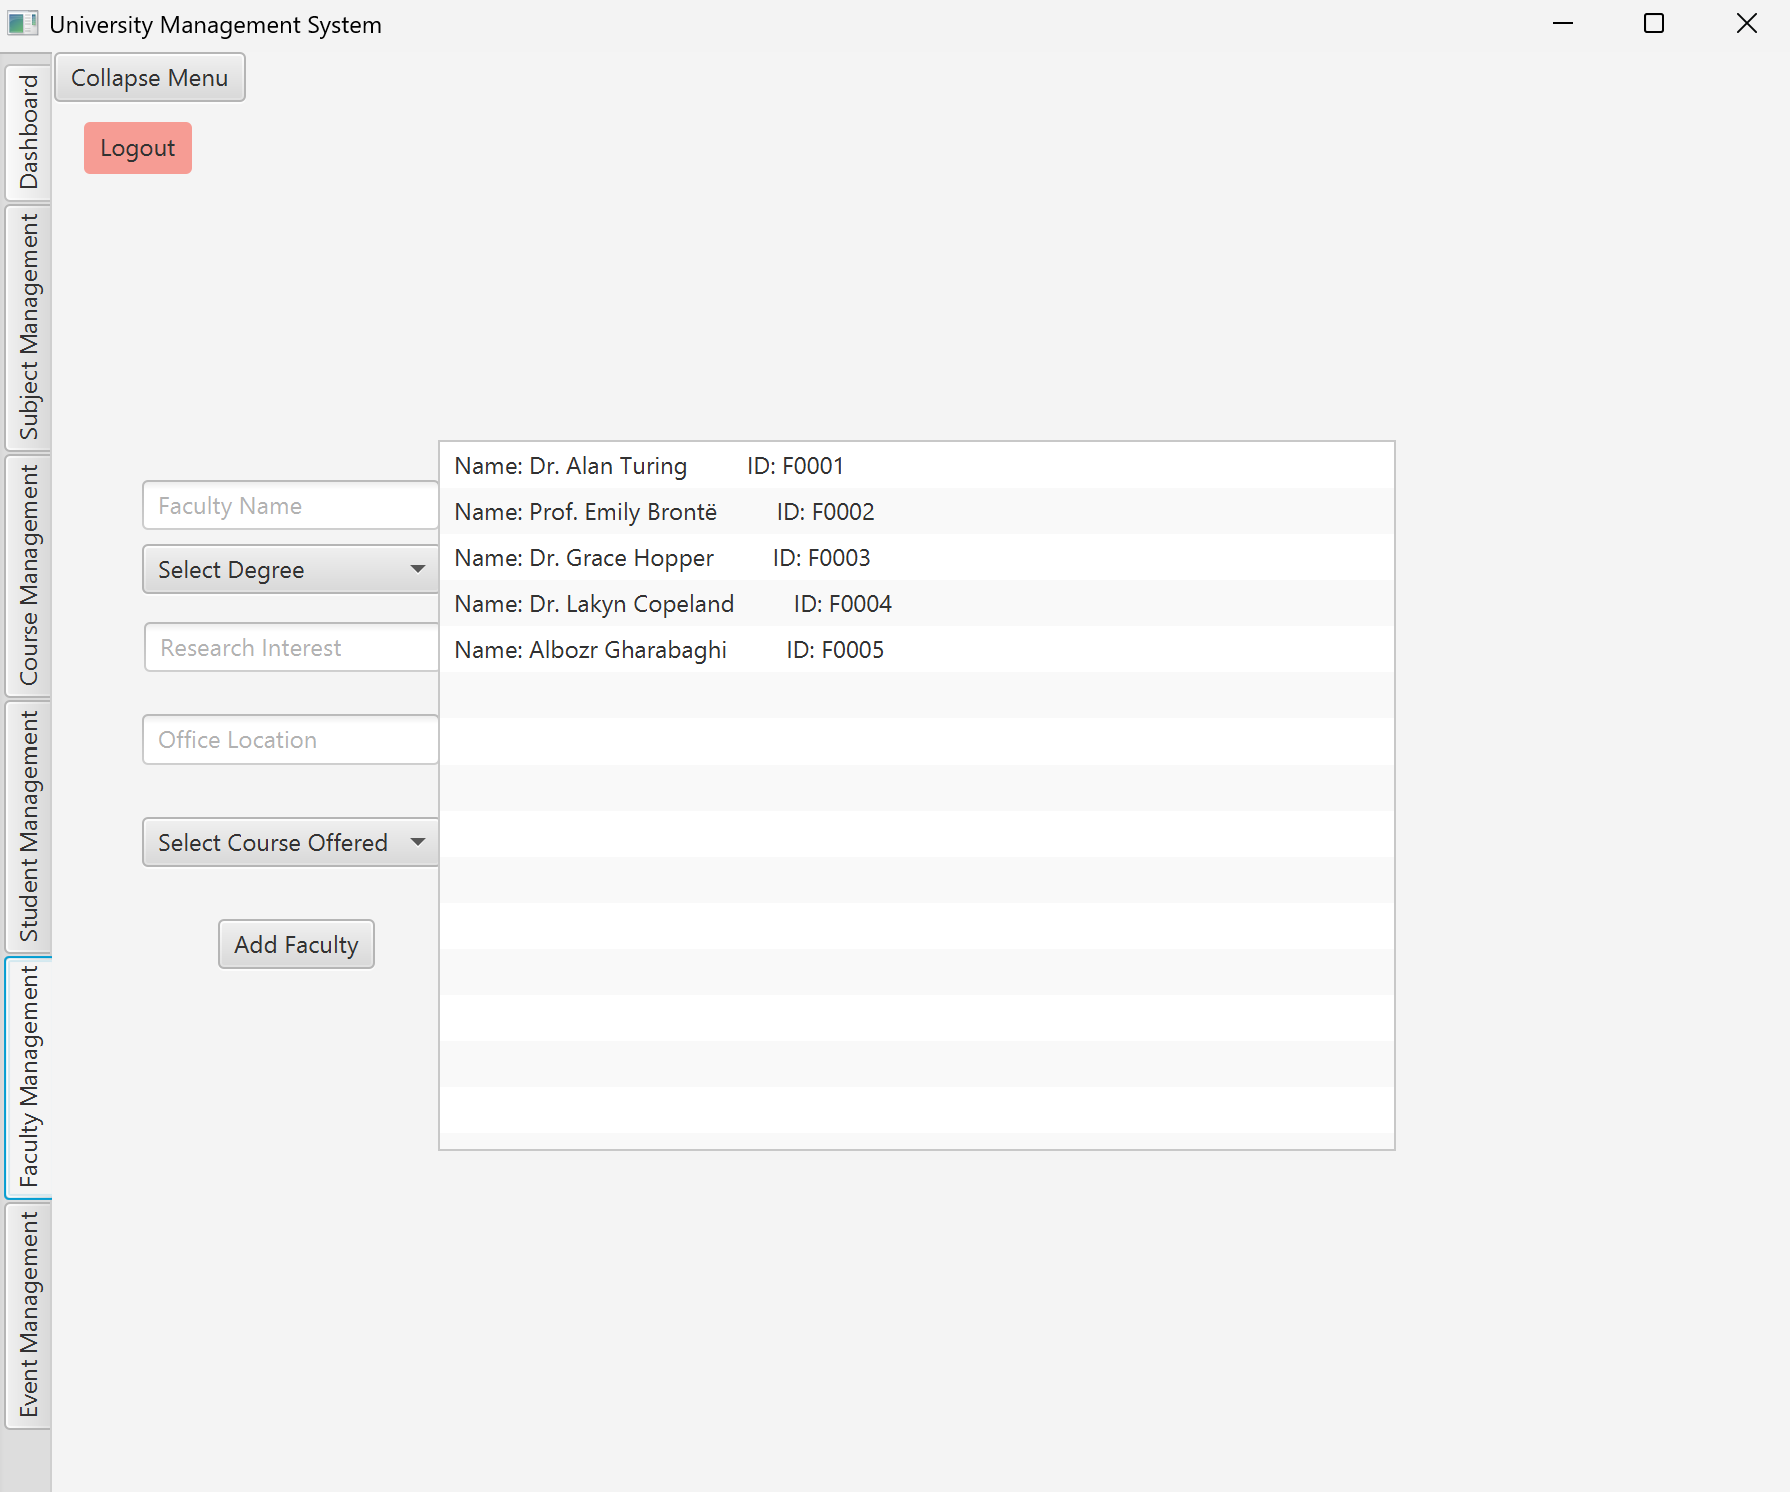 University Management System
Collapse Menu
Logout
Dashboard
Subject Management
Course Management
Student Management
Faculty Management
Event Management
Faculty Name
Select Degree
Research Interest
Office Location
Select Course Offered
Add Faculty
Name: Dr. Alan Turing ID: F0001
Name: Prof. Emily Brontë ID: F0002
Name: Dr. Grace Hopper ID: F0003
Name: Dr. Lakyn Copeland ID: F0004
Name: Albozr Gharabaghi ID: F0005